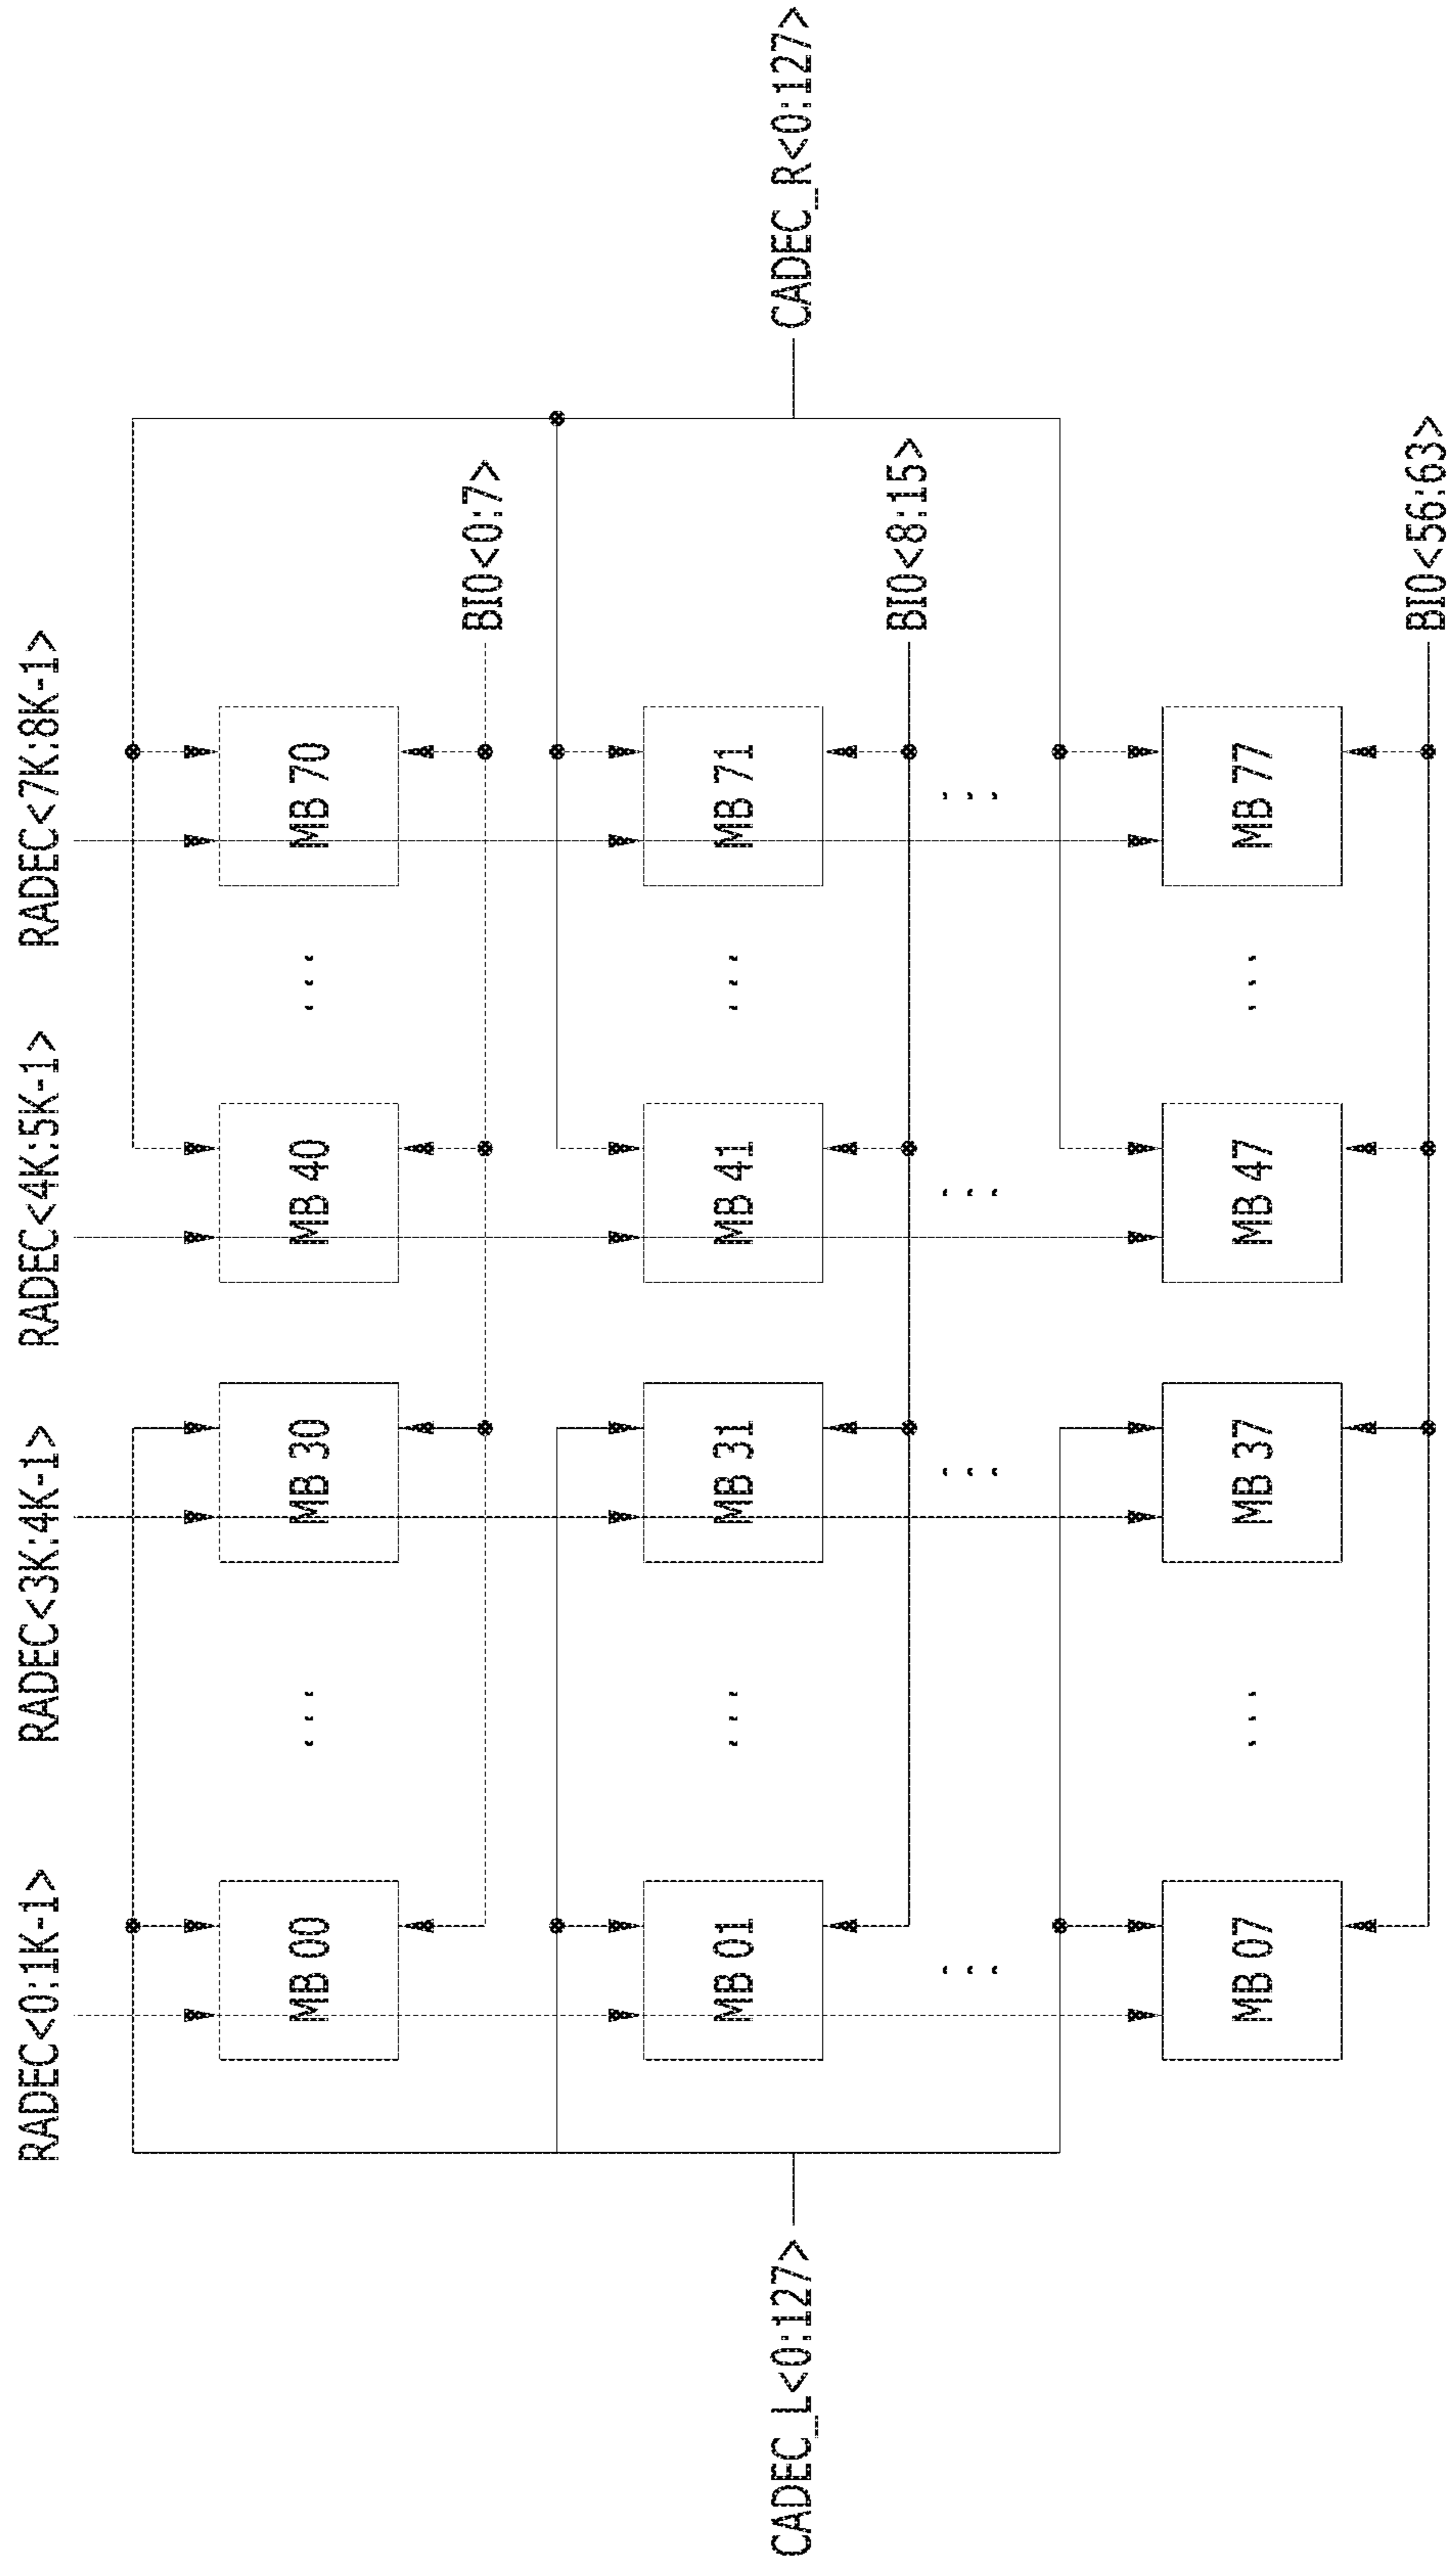 RADEC<0:1K-1>
RADEC<3K:4K-1>
RADEC<4K:5K-1>
RADEC<7K:8K-1>
MB 00
...
MB 30
MB 40
...
MB 70
BIO<0:7>
MB 01
...
MB 31
MB 41
...
MB 71
CADEC_L<0:127>
CADEC_R<0:127>
BIO<8:15>
...
...
...
...
MB 07
...
MB 37
MB 47
...
MB 77
BIO<56:63>